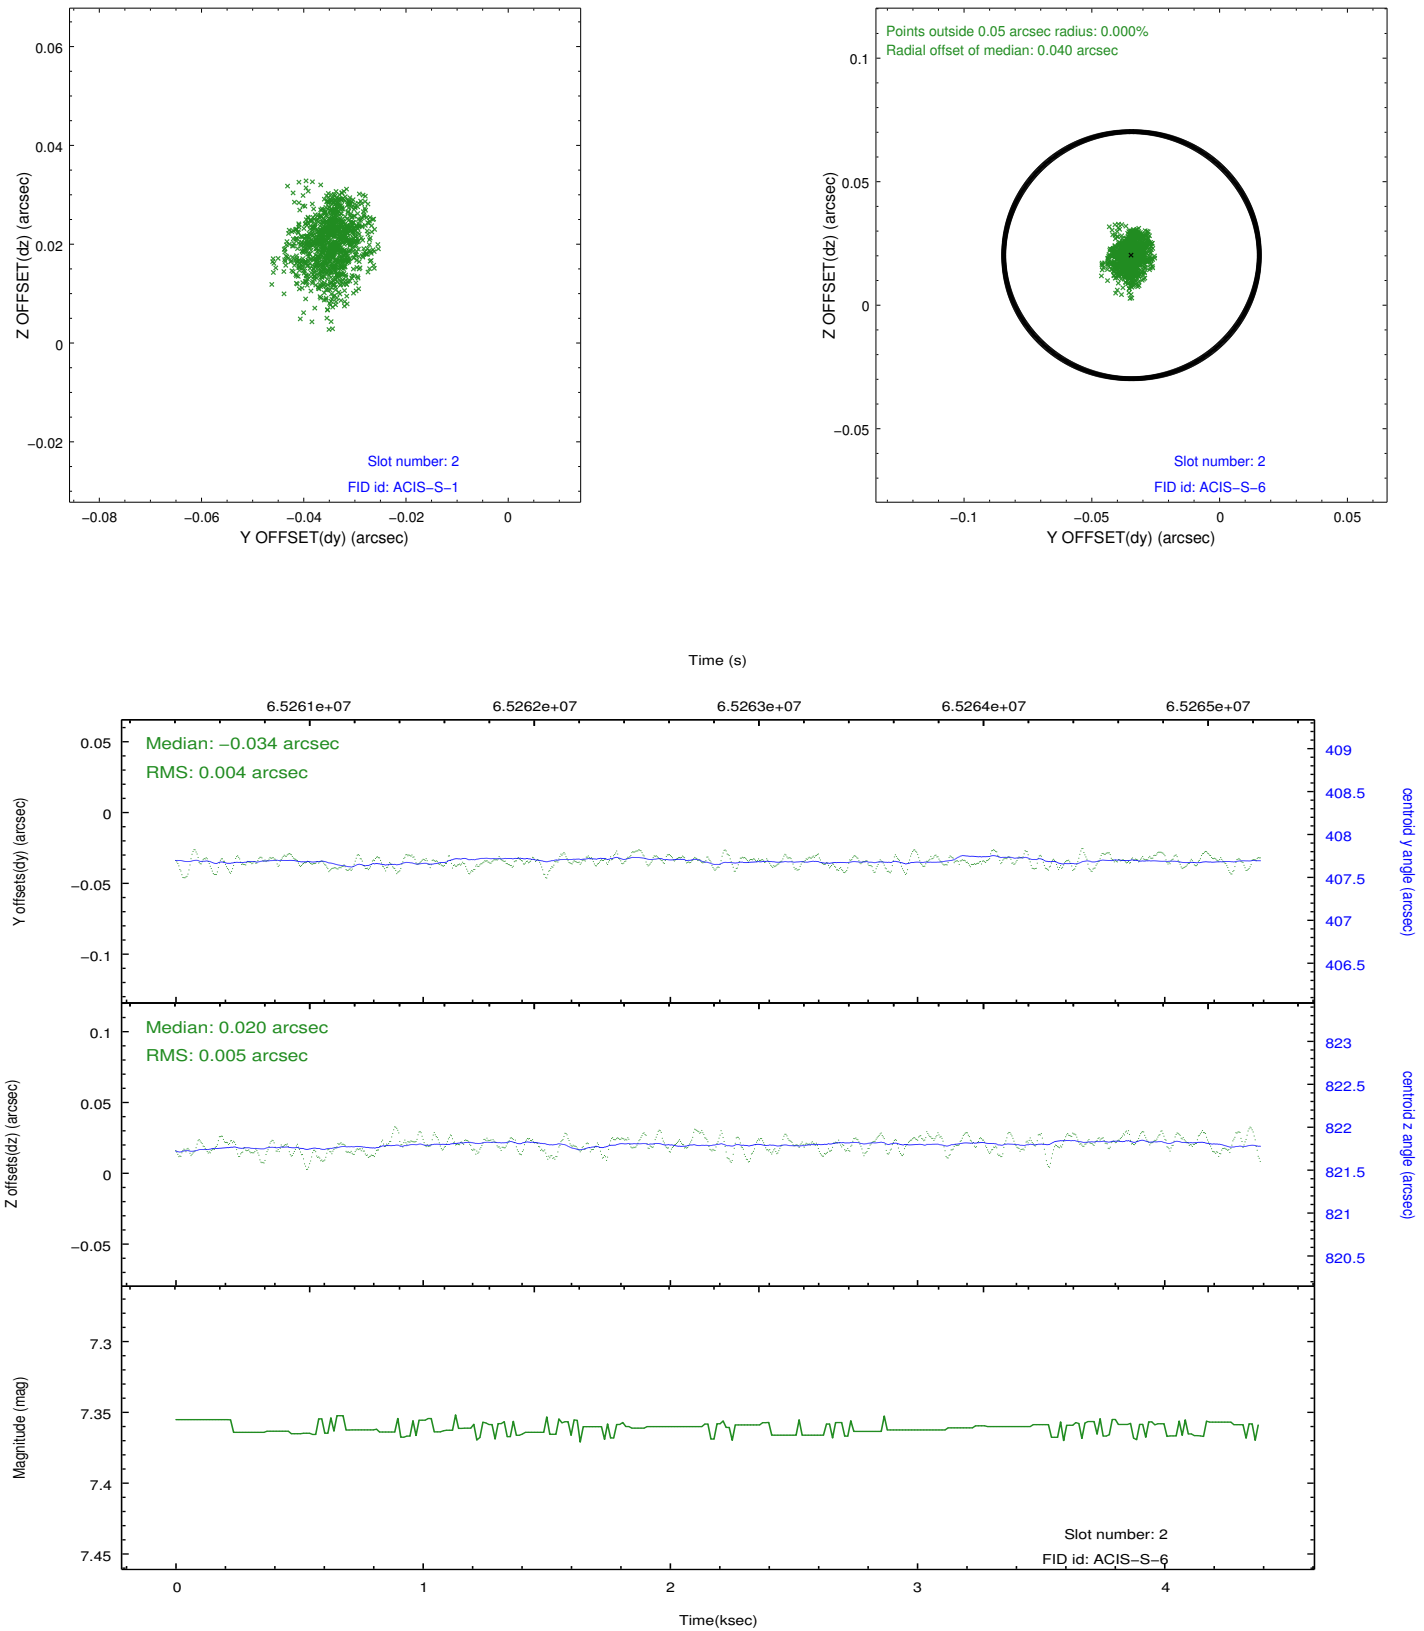 0.06
0.04
0.02
0
−0.02
Z OFFSET(dz) (arcsec)
Slot number: 2
FID id: ACIS−S−1
−0.08 −0.06 −0.04 −0.02 0
Y OFFSET(dy) (arcsec)
Points outside 0.05 arcsec radius: 0.000%
Radial offset of median: 0.040 arcsec
0.1
0.05
0
−0.05
Z OFFSET(dz) (arcsec)
Slot number: 2
FID id: ACIS−S−6
−0.1 −0.05 0 0.05
Y OFFSET(dy) (arcsec)
Time (s)
6.5261e+07 6.5262e+07 6.5263e+07 6.5264e+07 6.5265e+07
Median: −0.034 arcsec
RMS: 0.004 arcsec
0.05
0
−0.05
−0.1
Y offsets(dy) (arcsec)
409
408.5
408
407.5
407
406.5
centroid y angle (arcsec)
Median: 0.020 arcsec
RMS: 0.005 arcsec
0.1
0.05
0
−0.05
Z offsets(dz) (arcsec)
823
822.5
822
821.5
821
820.5
centroid z angle (arcsec)
7.3
7.35
7.4
7.45
Magnitude (mag)
Slot number: 2
FID id: ACIS−S−6
0 1 2 3 4
Time(ksec)